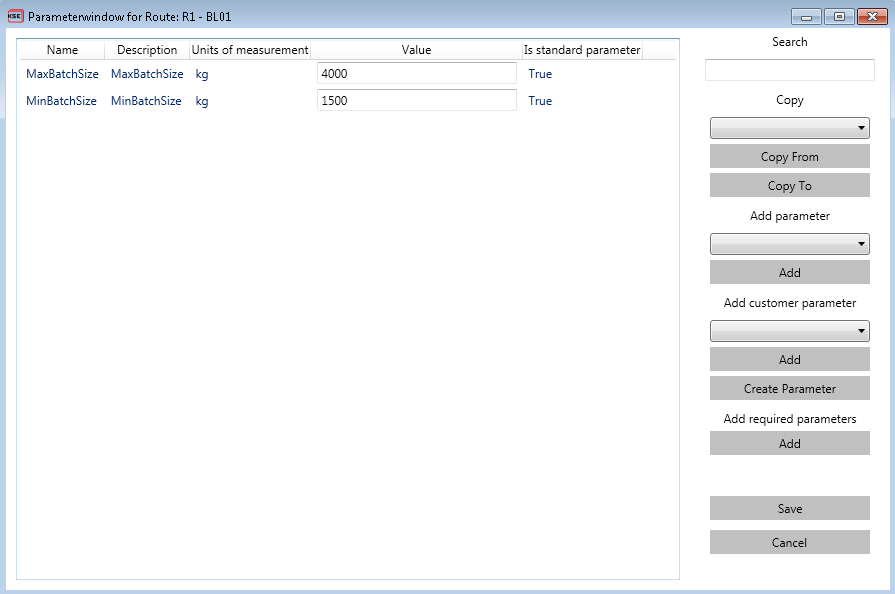 KSE Parameterwindow for Route: R1 - BL01
Name Description Units of measurement Value Is standard parameter
MaxBatchSize MaxBatchSize kg 4000 True
MinBatchSize MinBatchSize kg 1500 True
Search
Copy
Copy From
Copy To
Add parameter
Add
Add customer parameter
Add
Create Parameter
Add required parameters
Add
Save
Cancel